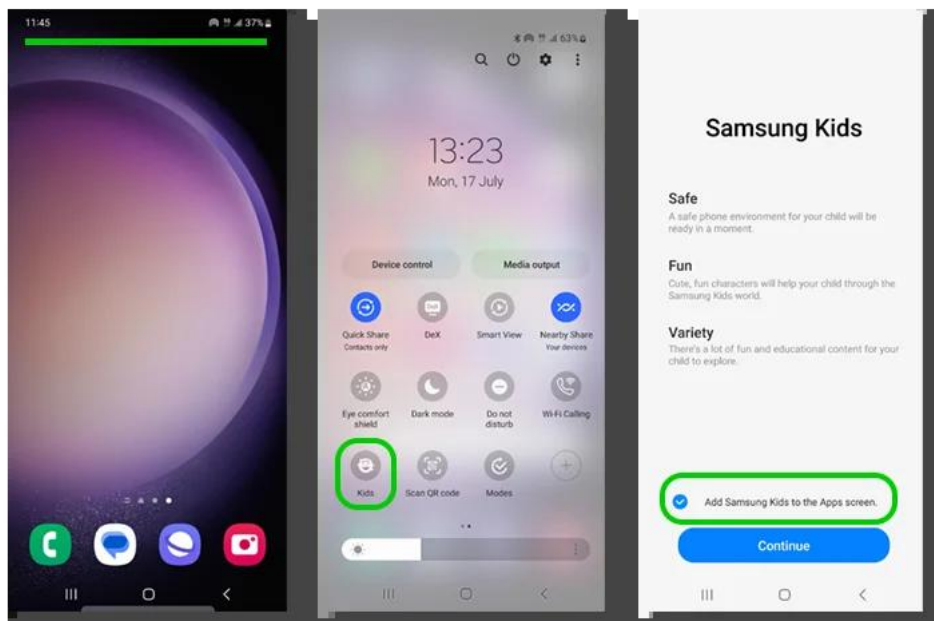 11:45
37%
63%
13:23
Mon, 17 July
Device control
Media output
Quick Share
Contacts only
DeX
DeX
Smart View
Nearby Share
Your devices
Eye comfort
shield
Dark mode
Do not
disturb
Wi-Fi Calling
Kids
Scan QR code
Modes
Samsung Kids
Safe
A safe phone environment for your child will be
ready in a moment.
Fun
Cute, fun characters will help your child through the
Samsung Kids world.
Variety
There's a lot of fun and educational content for your
child to explore.
Add Samsung Kids to the Apps screen.
Continue